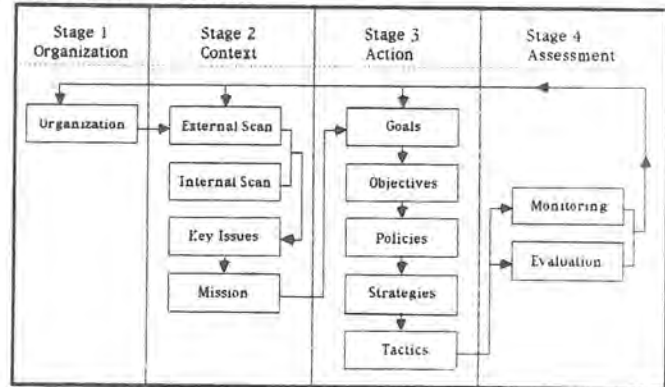 Stage 1
Organization
Stage 2
Context
Stage 3
Action
Stage 4
Assessment
Organization
External Scan
Internal Scan
Key Issues
Mission
Goals
Objectives
Policies
Strategies
Tactics
Monitoring
Evaluation